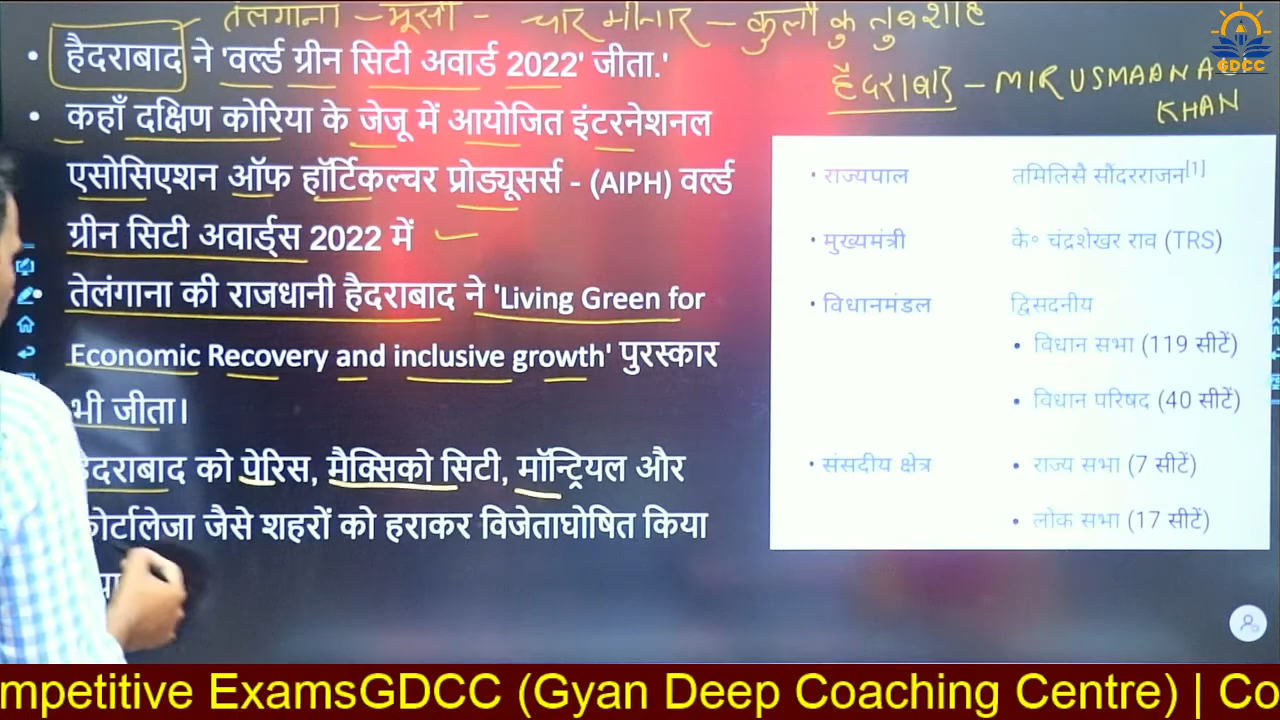 तेलंगाना - मूसी - चार मीनार - कुली कुतुबशाह
GDCC
• हैदराबाद ने 'वर्ल्ड ग्रीन सिटी अवार्ड 2022' जीता.'
हैदराबाद - MIR USMAAN
KHAN
• कहाँ दक्षिण कोरिया के जेजू में आयोजित इंटरनेशनल
एसोसिएशन ऑफ हॉर्टिकल्चर प्रोड्यूसर्स - (AIPH) वर्ल्ड
ग्रीन सिटी अवार्ड्स 2022 में
• तेलंगाना की राजधानी हैदराबाद ने 'Living Green for
Economic Recovery and inclusive growth' पुरस्कार
भी जीता।
हैदराबाद को पेरिस, मैक्सिको सिटी, मॉन्ट्रियल और
जैसे शहरों को हराकर विजेताघोषित किया
• राज्यपाल तमिलिसै सौंदरराजन[1]
• मुख्यमंत्री के॰ चंद्रशेखर राव (TRS)
• विधानमंडल द्विसदनीय
• विधान सभा (119 सीटें)
• विधान परिषद (40 सीटें)
• संसदीय क्षेत्र • राज्य सभा (7 सीटें)
• लोक सभा (17 सीटें)
mpetitive ExamsGDCC (Gyan Deep Coaching Centre) | Co